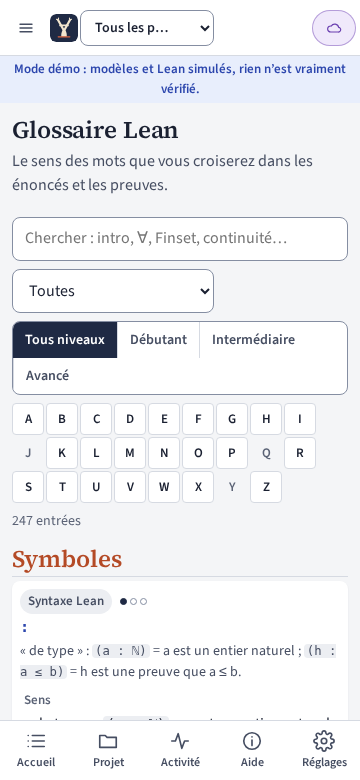 Tous les p…
Mode démo : modèles et Lean simulés, rien n’est vraiment
vérifié.
Glossaire Lean
Le sens des mots que vous croiserez dans les
énoncés et les preuves.
Chercher : intro, ∀, Finset, continuité…
Toutes
Tous niveaux Débutant Intermédiaire
Avancé
A B C D E F G H I
J K L M N O P Q R
S T U V W X Y Z
247 entrées
Symboles
Syntaxe Lean
:
« de type » : (a : ℕ) = a est un entier naturel ; (h :
a ≤ b) = h est une preuve que a ≤ b.
Sens
Accueil Projet Activité Aide Réglages